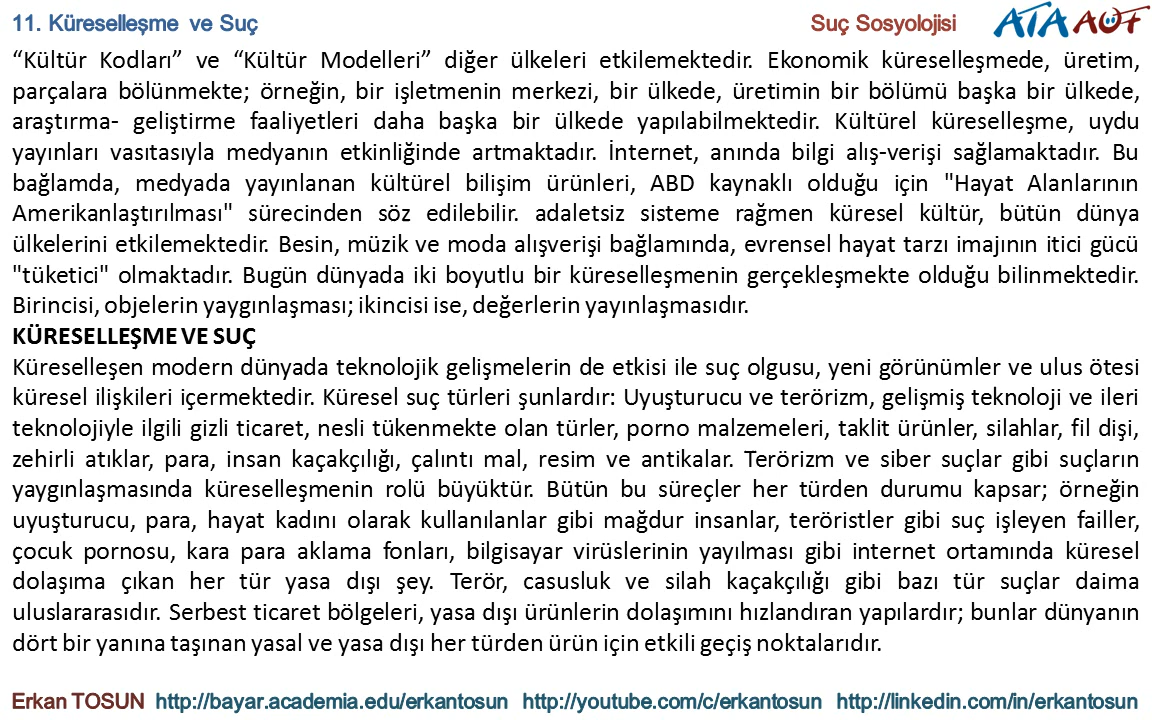 11. Küreselleşme ve Suç
Suç Sosyolojisi
ATA AÖF
“Kültür Kodları” ve “Kültür Modelleri” diğer ülkeleri etkilemektedir. Ekonomik küreselleşmede, üretim,
parçalara bölünmekte; örneğin, bir işletmenin merkezi, bir ülkede, üretimin bir bölümü başka bir ülkede,
araştırma- geliştirme faaliyetleri daha başka bir ülkede yapılabilmektedir. Kültürel küreselleşme, uydu
yayınları vasıtasıyla medyanın etkinliğinde artmaktadır. İnternet, anında bilgi alış-verişi sağlamaktadır. Bu
bağlamda, medyada yayınlanan kültürel bilişim ürünleri, ABD kaynaklı olduğu için "Hayat Alanlarının
Amerikanlaştırılması" sürecinden söz edilebilir. adaletsiz sisteme rağmen küresel kültür, bütün dünya
ülkelerini etkilemektedir. Besin, müzik ve moda alışverişi bağlamında, evrensel hayat tarzı imajının itici gücü
"tüketici" olmaktadır. Bugün dünyada iki boyutlu bir küreselleşmenin gerçekleşmekte olduğu bilinmektedir.
Birincisi, objelerin yaygınlaşması; ikincisi ise, değerlerin yayınlaşmasıdır.
KÜRESELLEŞME VE SUÇ
Küreselleşen modern dünyada teknolojik gelişmelerin de etkisi ile suç olgusu, yeni görünümler ve ulus ötesi
küresel ilişkileri içermektedir. Küresel suç türleri şunlardır: Uyuşturucu ve terörizm, gelişmiş teknoloji ve ileri
teknolojiyle ilgili gizli ticaret, nesli tükenmekte olan türler, porno malzemeleri, taklit ürünler, silahlar, fil dişi,
zehirli atıklar, para, insan kaçakçılığı, çalıntı mal, resim ve antikalar. Terörizm ve siber suçlar gibi suçların
yaygınlaşmasında küreselleşmenin rolü büyüktür. Bütün bu süreçler her türden durumu kapsar; örneğin
uyuşturucu, para, hayat kadını olarak kullanılanlar gibi mağdur insanlar, teröristler gibi suç işleyen failler,
çocuk pornosu, kara para aklama fonları, bilgisayar virüslerinin yayılması gibi internet ortamında küresel
dolaşıma çıkan her tür yasa dışı şey. Terör, casusluk ve silah kaçakçılığı gibi bazı tür suçlar daima
uluslararasıdır. Serbest ticaret bölgeleri, yasa dışı ürünlerin dolaşımını hızlandıran yapılardır; bunlar dünyanın
dört bir yanına taşınan yasal ve yasa dışı her türden ürün için etkili geçiş noktalarıdır.
Erkan TOSUN http://bayar.academia.edu/erkantosun http://youtube.com/c/erkantosun http://linkedin.com/in/erkantosun